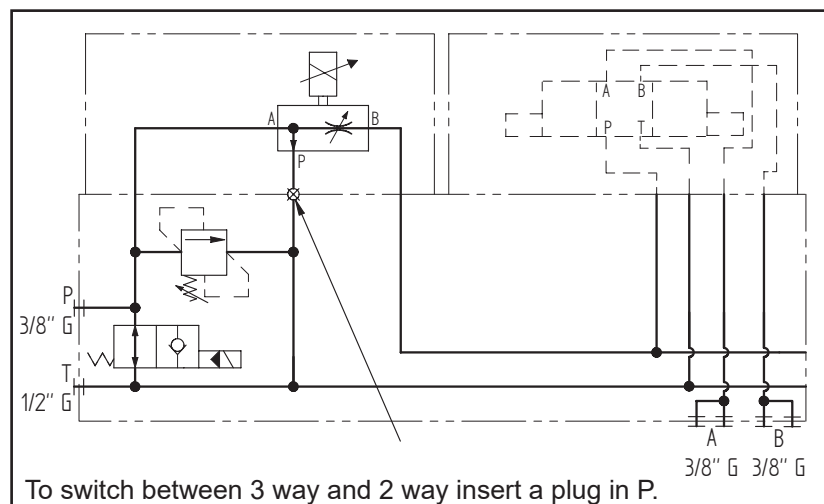 A B
A B
P T
P
P
3/8" G
T
1/2" G
A B
3/8" G 3/8" G
To switch between 3 way and 2 way insert a plug in P.